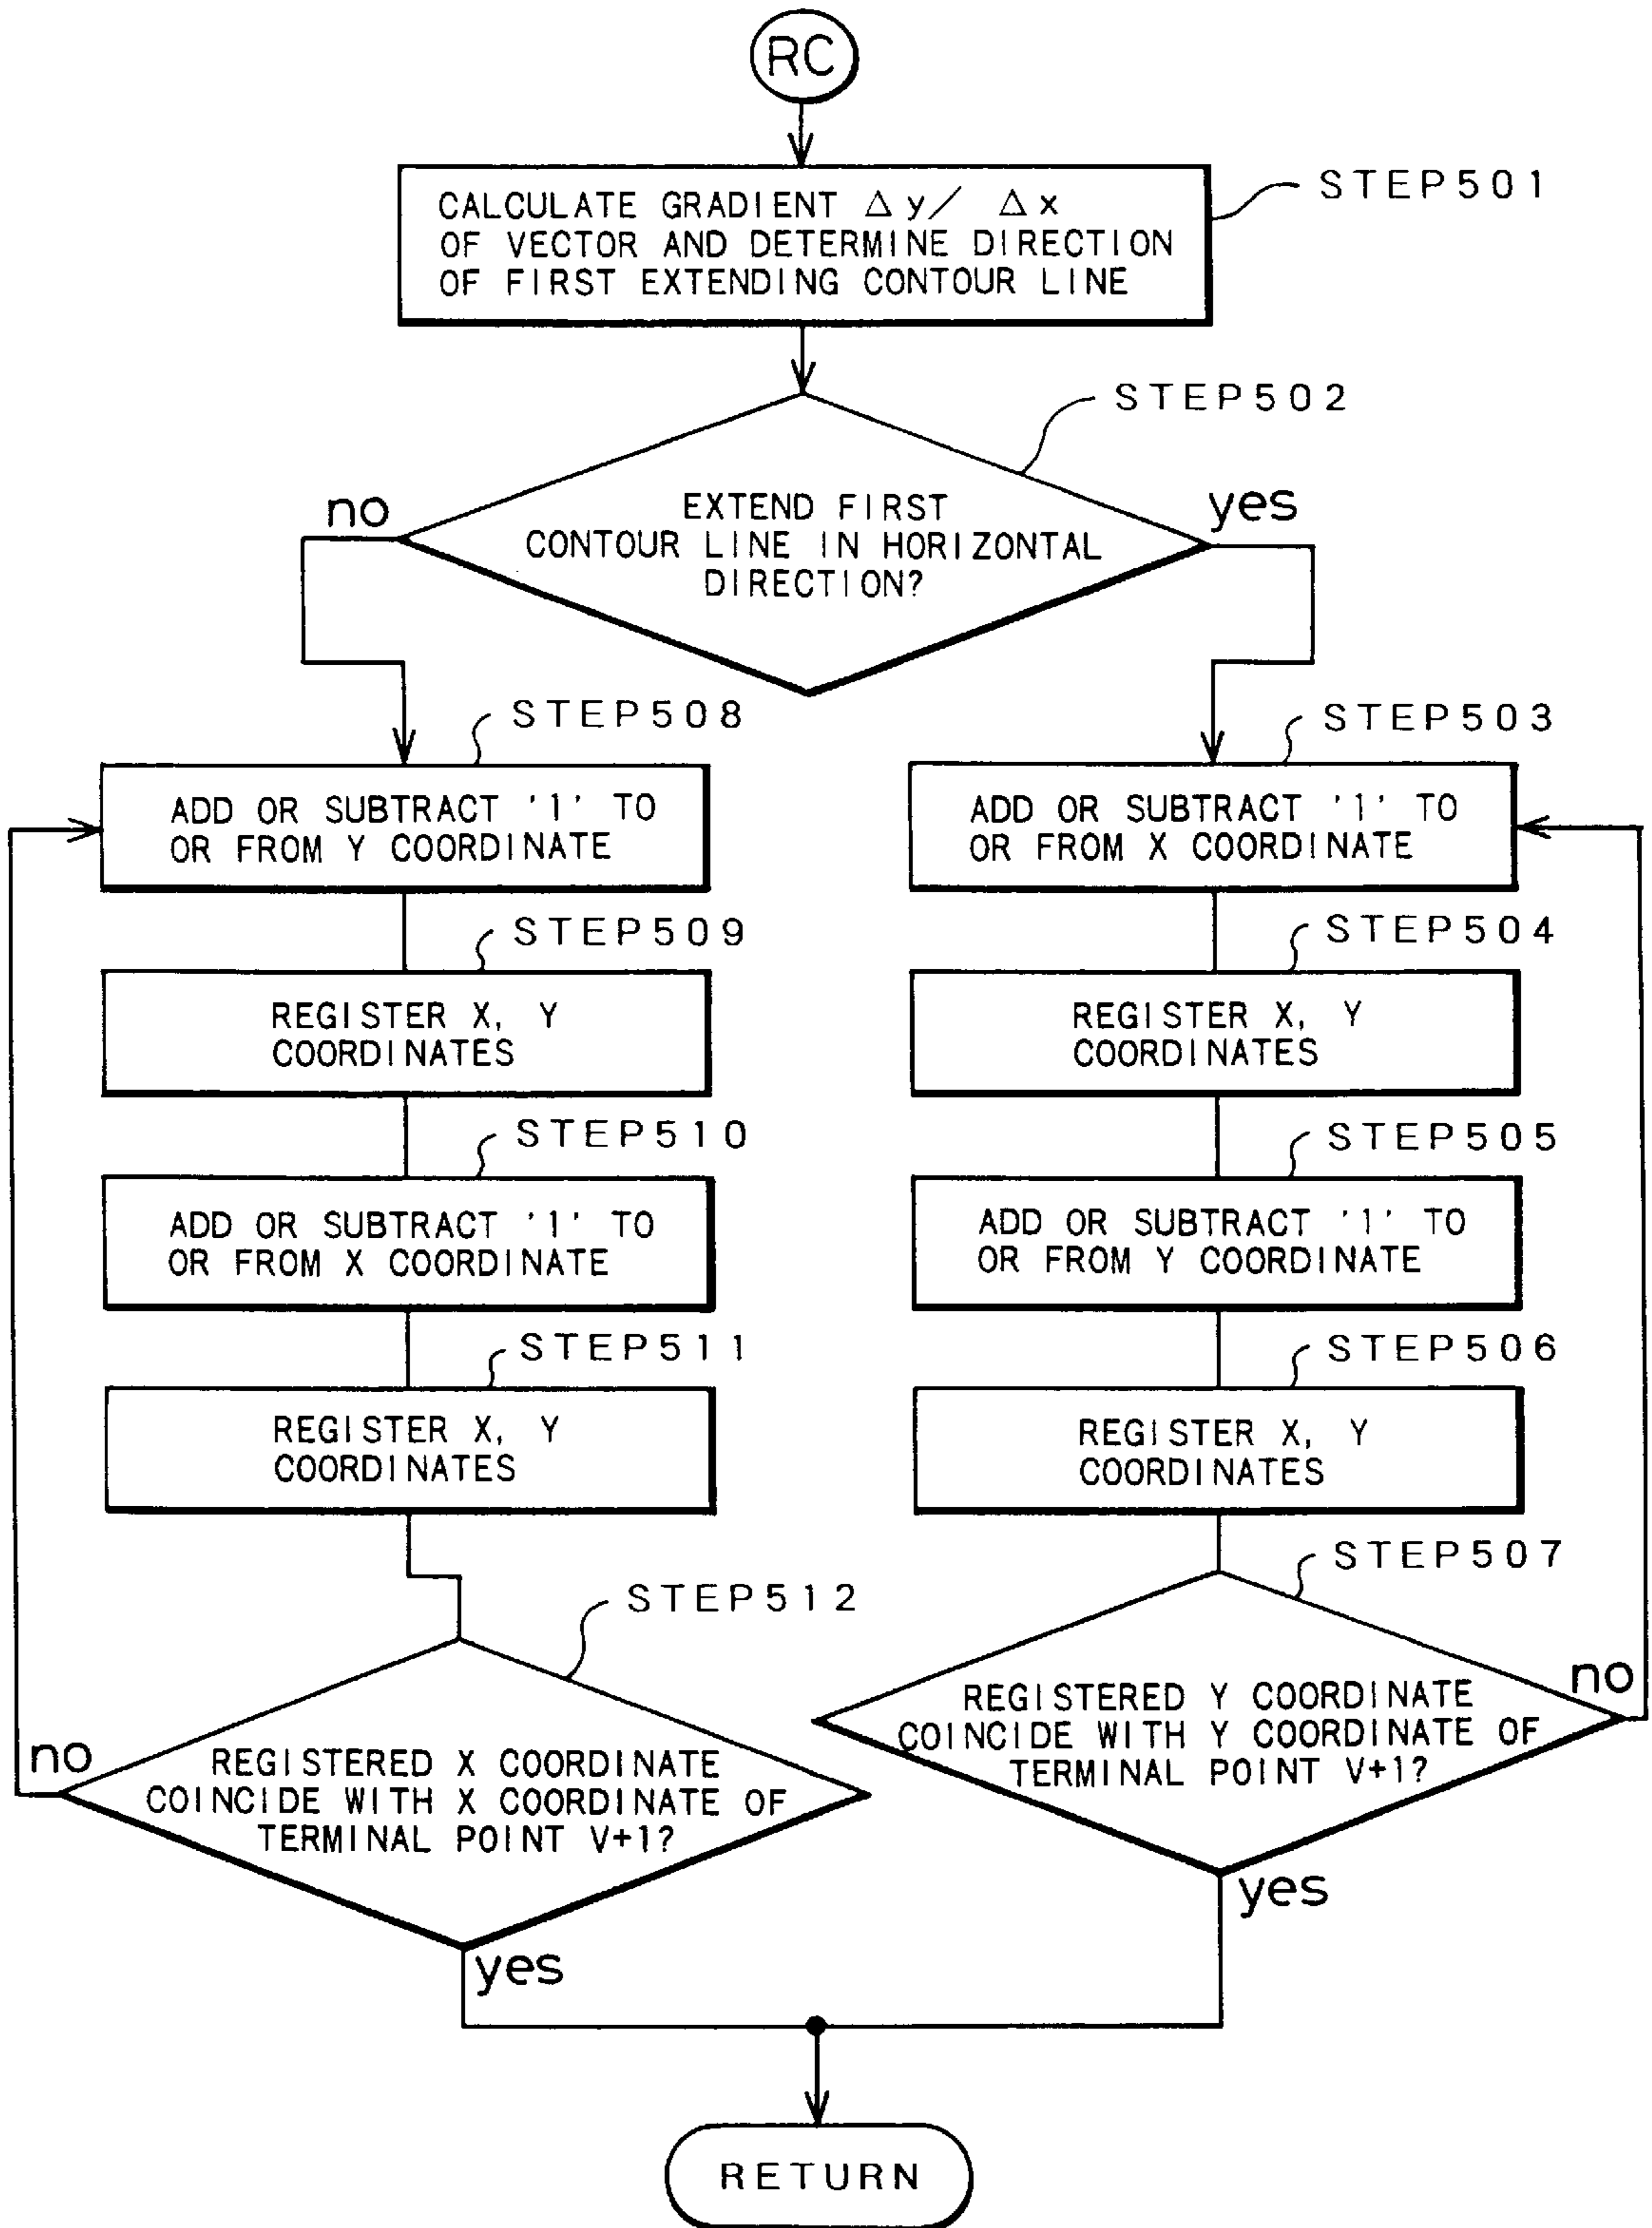 RC
CALCULATE GRADIENT Δy/ Δx
OF VECTOR AND DETERMINE DIRECTION
OF FIRST EXTENDING CONTOUR LINE
STEP501
STEP502
no
EXTEND FIRST
CONTOUR LINE IN HORIZONTAL
DIRECTION?
yes
STEP508
ADD OR SUBTRACT '1' TO
OR FROM Y COORDINATE
STEP509
REGISTER X, Y
COORDINATES
STEP510
ADD OR SUBTRACT '1' TO
OR FROM X COORDINATE
STEP511
REGISTER X, Y
COORDINATES
STEP512
no
REGISTERED X COORDINATE
COINCIDE WITH X COORDINATE OF
TERMINAL POINT V+1?
yes
STEP503
ADD OR SUBTRACT '1' TO
OR FROM X COORDINATE
STEP504
REGISTER X, Y
COORDINATES
STEP505
ADD OR SUBTRACT '1' TO
OR FROM Y COORDINATE
STEP506
REGISTER X, Y
COORDINATES
STEP507
no
REGISTERED Y COORDINATE
COINCIDE WITH Y COORDINATE OF
TERMINAL POINT V+1?
yes
RETURN